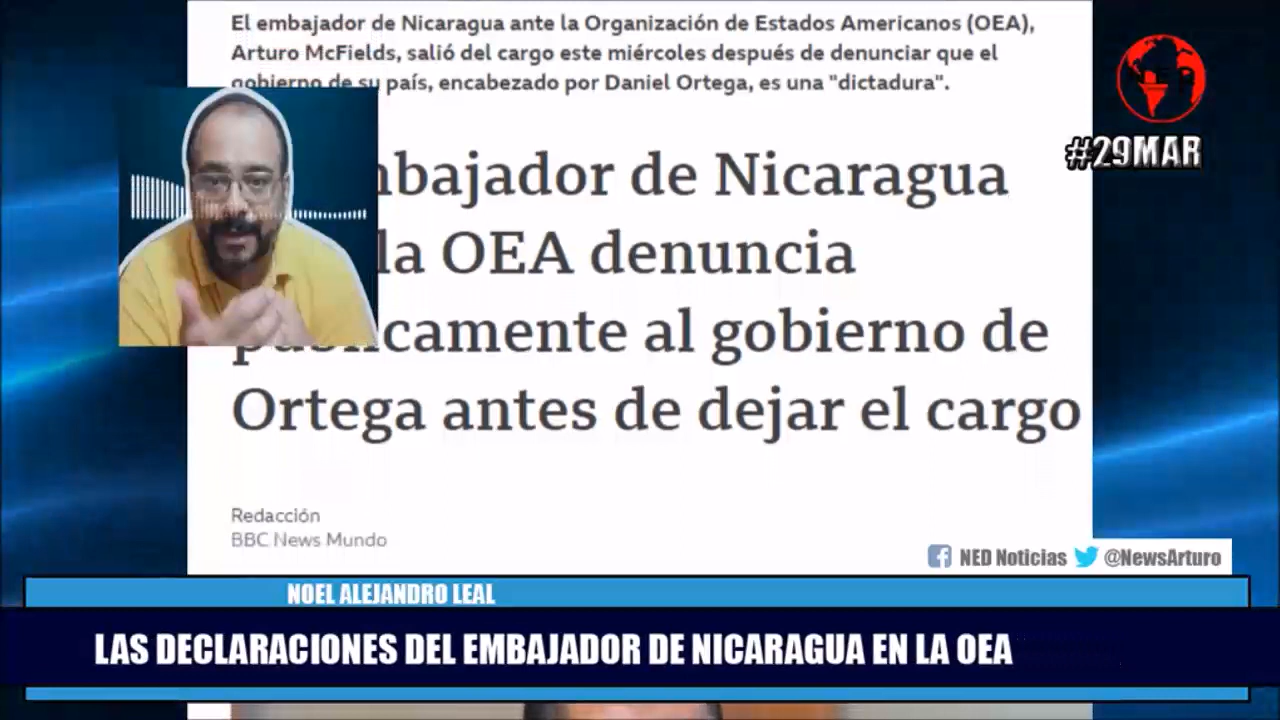 El embajador de Nicaragua ante la Organización de Estados Americanos (OEA),
Arturo McFields, salió del cargo este miércoles después de denunciar que el
gobierno de su país, encabezado por Daniel Ortega, es una "dictadura".
#29MAR
mbajador de Nicaragua
la OEA denuncia
públicamente al gobierno de
Ortega antes de dejar el cargo
Redacción
BBC News Mundo
NED Noticias @NewsArturo
NOEL ALEJANDRO LEAL
LAS DECLARACIONES DEL EMBAJADOR DE NICARAGUA EN LA OEA